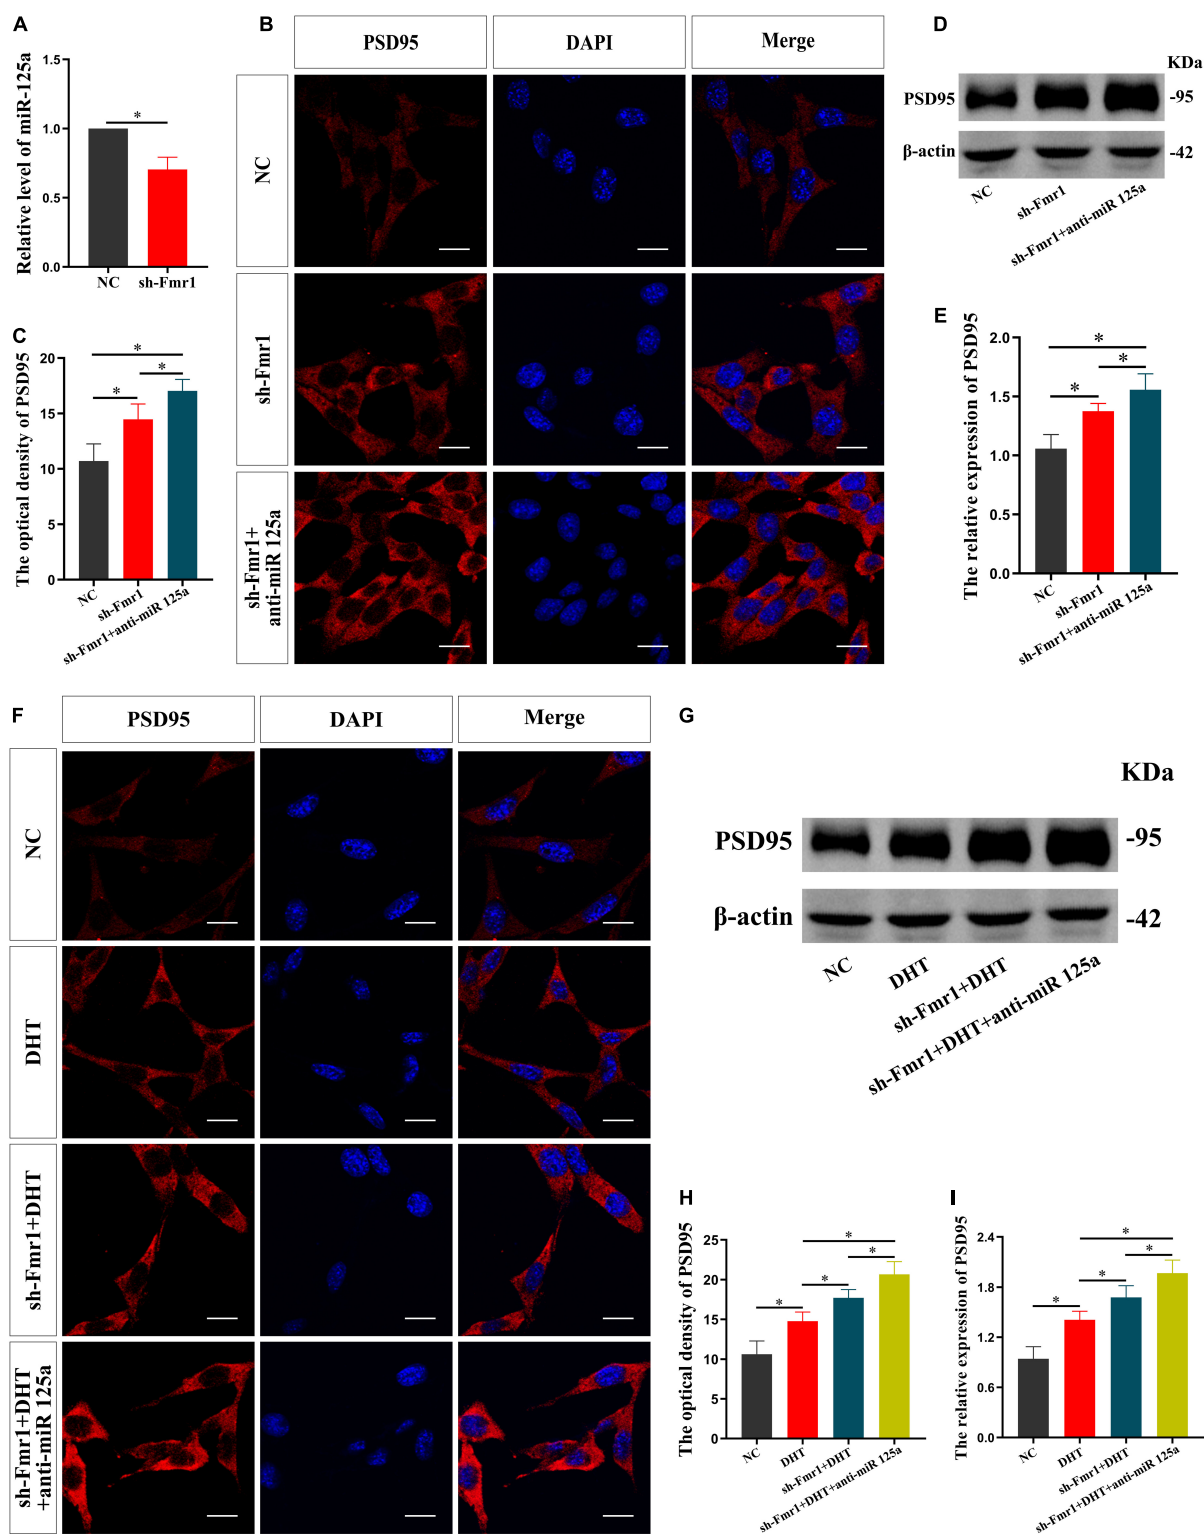 A
Relative level of miR-125a
1.5
1.0
0.5
0.0
*
NC
sh-Fmr1
B
PSD95
DAPI
Merge
NC
sh-Fmr1
sh-Fmr1+
anti-miR 125a
C
The optical density of PSD95
20
15
10
5
0
*
*
*
NC
sh-Fmr1
sh-Fmr1+anti-miR 125a
D
KDa
PSD95
-95
β-actin
-42
NC
sh-Fmr1
sh-Fmr1+anti-miR 125a
E
The relative expression of PSD95
2.0
1.5
1.0
0.5
0.0
*
*
*
NC
sh-Fmr1
sh-Fmr1+anti-miR 125a
F
PSD95
DAPI
Merge
NC
DHT
sh-Fmr1+DHT
sh-Fmr1+DHT
+anti-miR 125a
G
KDa
PSD95
-95
β-actin
-42
NC
DHT
sh-Fmr1+DHT
sh-Fmr1+DHT+anti-miR 125a
H
The optical density of PSD95
25
20
15
10
5
0
*
*
*
*
NC
DHT
sh-Fmr1+DHT
sh-Fmr1+DHT+anti-miR 125a
I
The relative expression of PSD95
2.4
1.8
1.2
0.6
0.0
*
*
*
*
NC
DHT
sh-Fmr1+DHT
sh-Fmr1+DHT+anti-miR 125a